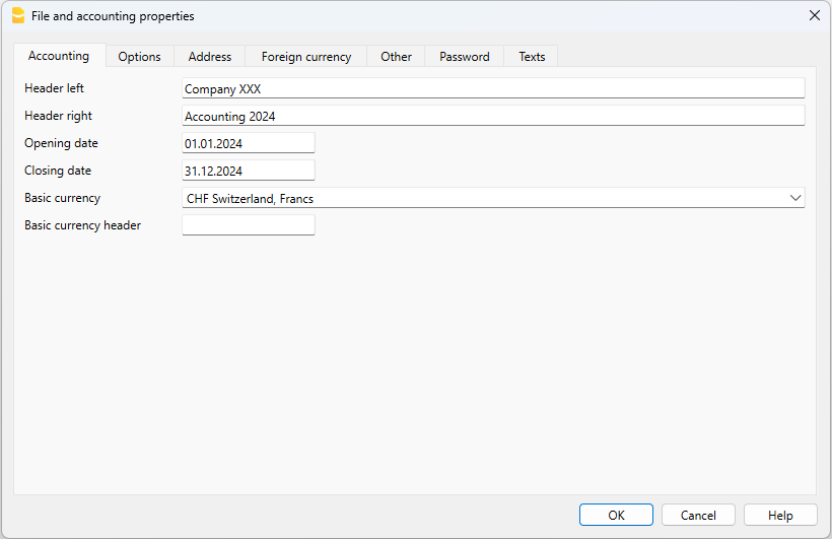 File and accounting properties
Accounting Options Address Foreign currency Other Password Texts
Header left Company XXX
Header right Accounting 2024
Opening date 01.01.2024
Closing date 31.12.2024
Basic currency CHF Switzerland, Francs
Basic currency header
OK Cancel Help